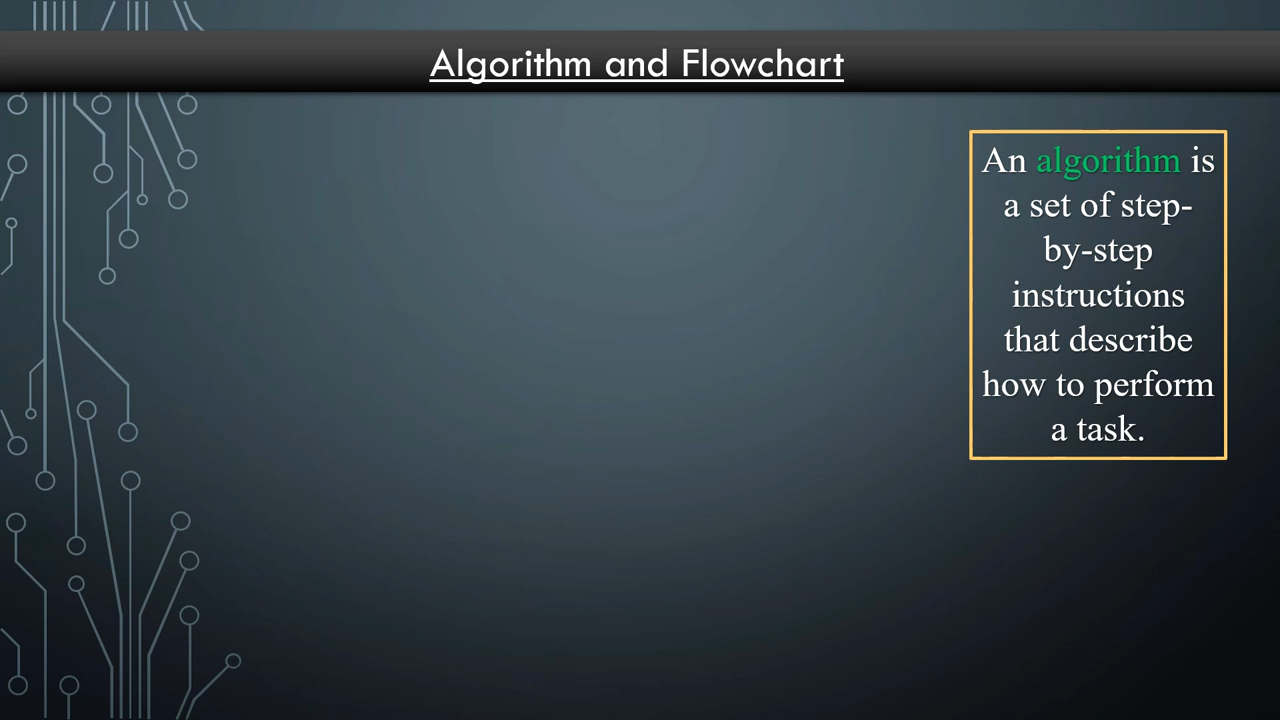 Algorithm and Flowchart
An algorithm is
a set of step-
by-step
instructions
that describe
how to perform
a task.